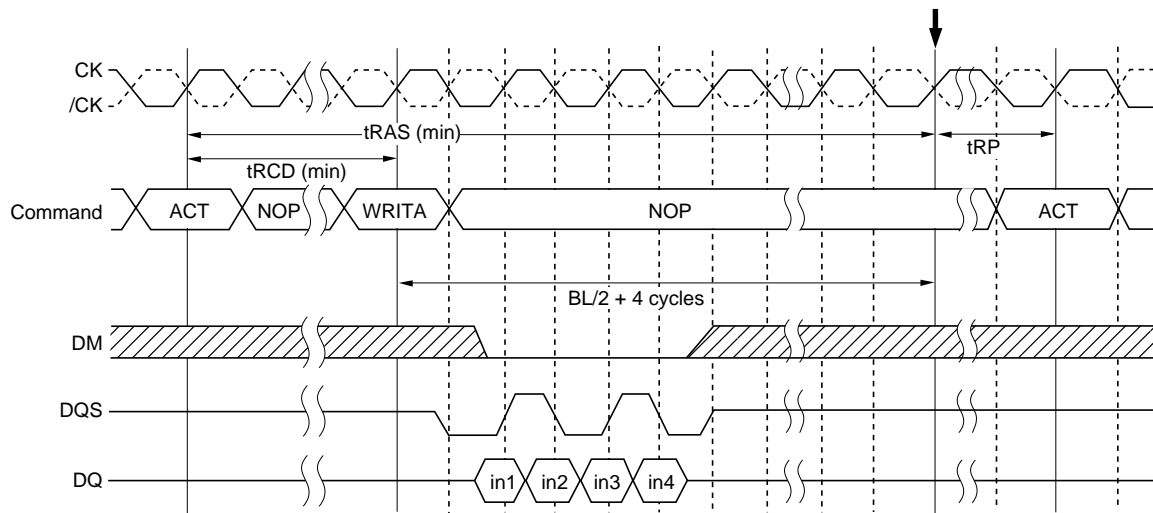 CK
/CK
tRAS (min)
tRP
tRCD (min)
Command ACT NOP WRITA NOP ACT
BL/2 + 4 cycles
DM
DQS
DQ in1 in2 in3 in4